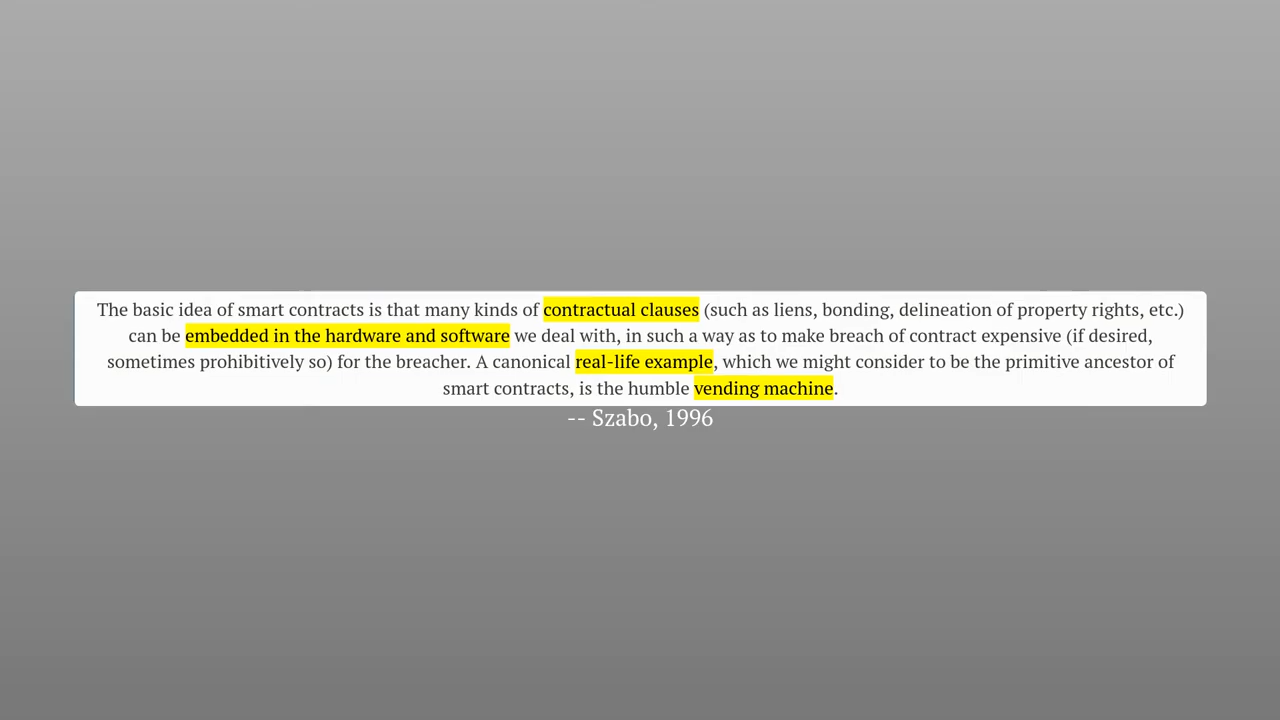 The basic idea of smart contracts is that many kinds of contractual clauses (such as liens, bonding, delineation of property rights, etc.)
can be embedded in the hardware and software we deal with, in such a way as to make breach of contract expensive (if desired,
sometimes prohibitively so) for the breacher. A canonical real-life example, which we might consider to be the primitive ancestor of
smart contracts, is the humble vending machine.
-- Szabo, 1996